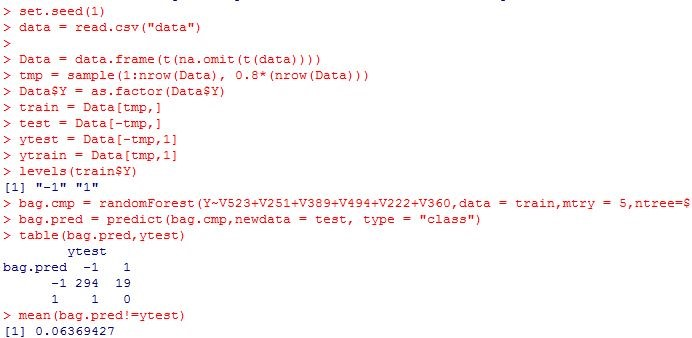 > set.seed(1)
> data = read.csv("data")
>
> Data = data.frame(t(na.omit(t(data))))
> tmp = sample(1:nrow(Data), 0.8*(nrow(Data)))
> Data$Y = as.factor(Data$Y)
> train = Data[tmp,]
> test = Data[-tmp,]
> ytest = Data[-tmp,1]
> ytrain = Data[tmp,1]
> levels(train$Y)
[1] "-1" "1"
> bag.cmp = randomForest(Y~V523+V251+V389+V494+V222+V360,data = train,mtry = 5,ntree=$
> bag.pred = predict(bag.cmp,newdata = test, type = "class")
> table(bag.pred,ytest)
ytest
bag.pred -1 1
-1 294 19
1 1 0
> mean(bag.pred!=ytest)
[1] 0.06369427